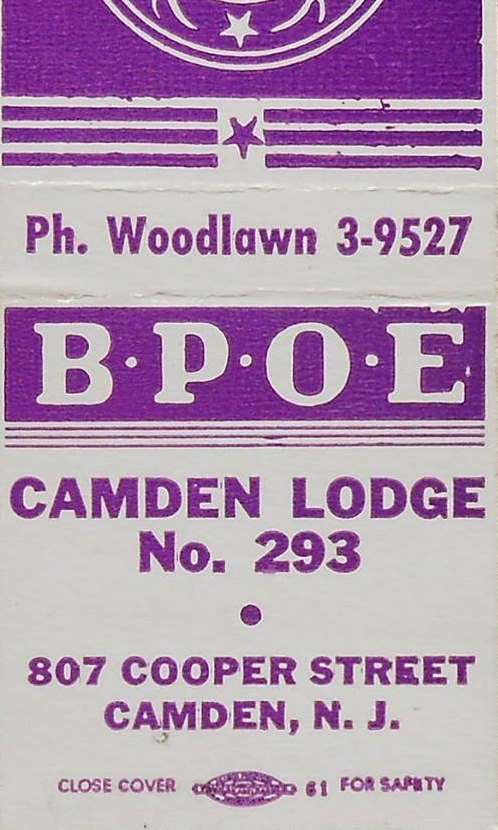 Ph. Woodlawn 3-9527
B·P·O·E
CAMDEN LODGE
No. 293
•
807 COOPER STREET
CAMDEN, N. J.
CLOSE COVER 61 FOR SAFETY